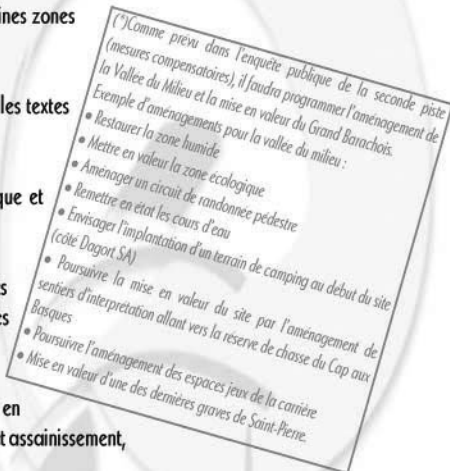 ines zones
les textes
que et
s
es
en
t assainissement,
(*)Comme prévu dans l'enquête publique de la seconde piste
(mesures compensatoires), il faudra programmer l'aménagement de
la Vallée du Milieu et la mise en valeur du Grand Barachois.
Exemple d'aménagements pour la vallée du milieu :
• Restaurer la zone humide
• Mettre en valeur la zone écologique
• Aménager un circuit de randonnée pédestre
• Remettre en état les cours d'eau
• Envisager l'implantation d'un terrain de camping au début du site
(côté Dagort SA)
• Poursuivre la mise en valeur du site par l'aménagement de
sentiers d'interprétation allant vers la réserve de chasse du Cap aux
Basques
• Poursuivre l'aménagement des espaces jeux de la carrière
• Mise en valeur d'une des dernières graves de Saint-Pierre.